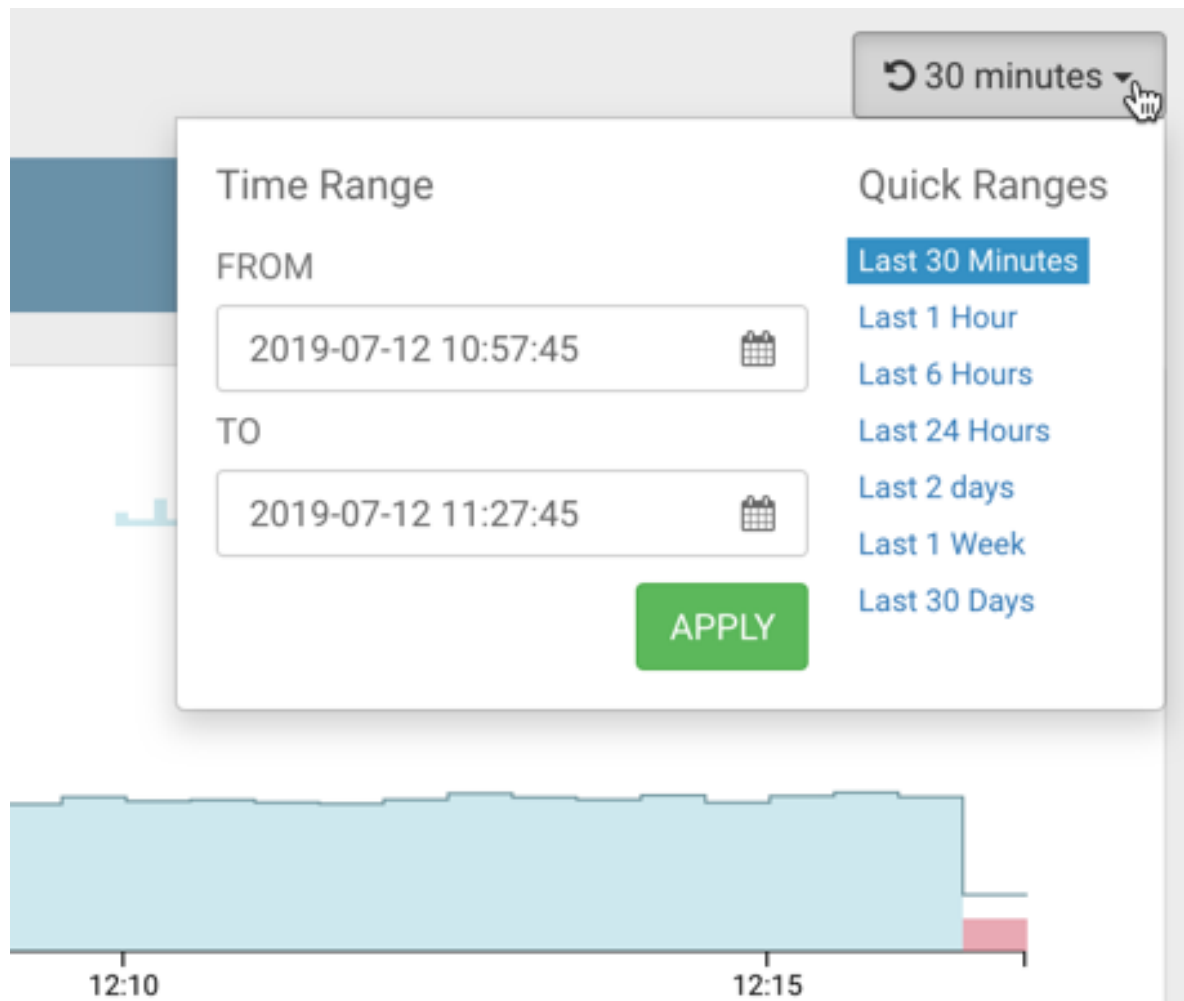 30 minutes
Time Range
FROM
2019-07-12 10:57:45
TO
2019-07-12 11:27:45
APPLY
Quick Ranges
Last 30 Minutes
Last 1 Hour
Last 6 Hours
Last 24 Hours
Last 2 days
Last 1 Week
Last 30 Days
12:10
12:15